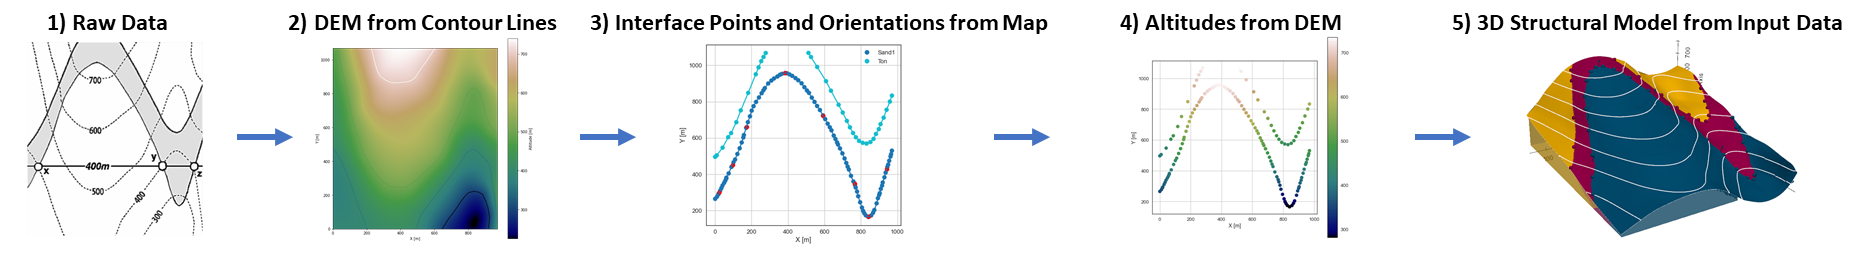 1) Raw Data
2) DEM from Contour Lines
3) Interface Points and Orientations from Map
4) Altitudes from DEM
5) 3D Structural Model from Input Data
700
600
y
x
400m
z
500
400
300
1000
800
600
400
200
0
0 200 400 600 800
X [m]
Y [m]
700
600
500
400
300
Altitude [m]
Sand1
Ton
1000
800
600
400
200
0 200 400 600 800 1000
X [m]
Y [m]
1000
800
600
400
200
0 200 400 600 800 1000
X [m]
Y [m]
700
600
500
400
300
700